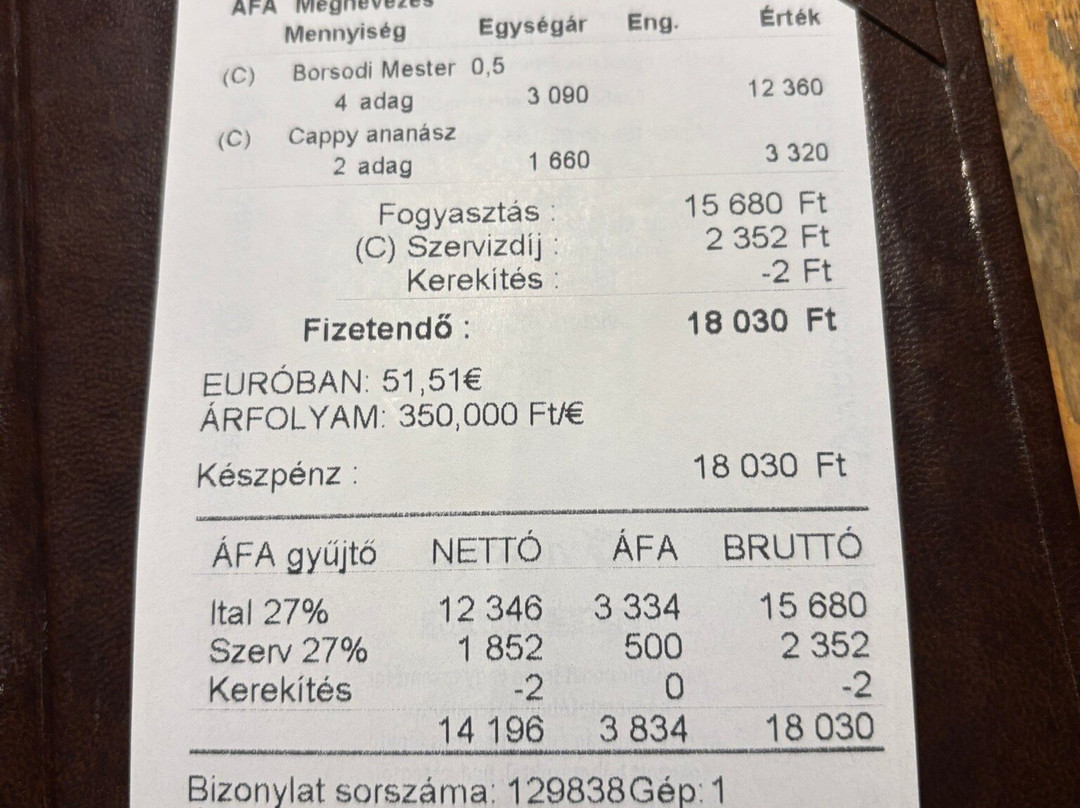 ÁFA Megnevezés
Mennyiség Egységár Eng. Érték
(C) Borsodi Mester 0,5
4 adag 3 090 12 360
(C) Cappy ananász
2 adag 1 660 3 320
Fogyasztás : 15 680 Ft
(C) Szervizdíj : 2 352 Ft
Kerekítés : -2 Ft
Fizetendő : 18 030 Ft
EURÓBAN: 51,51€
ÁRFOLYAM: 350,000 Ft/€
Készpénz : 18 030 Ft
ÁFA gyűjtő NETTÓ ÁFA BRUTTÓ
Ital 27% 12 346 3 334 15 680
Szerv 27% 1 852 500 2 352
Kerekítés -2 0 -2
14 196 3 834 18 030
Bizonylat sorszáma: 129838 Gép: 1